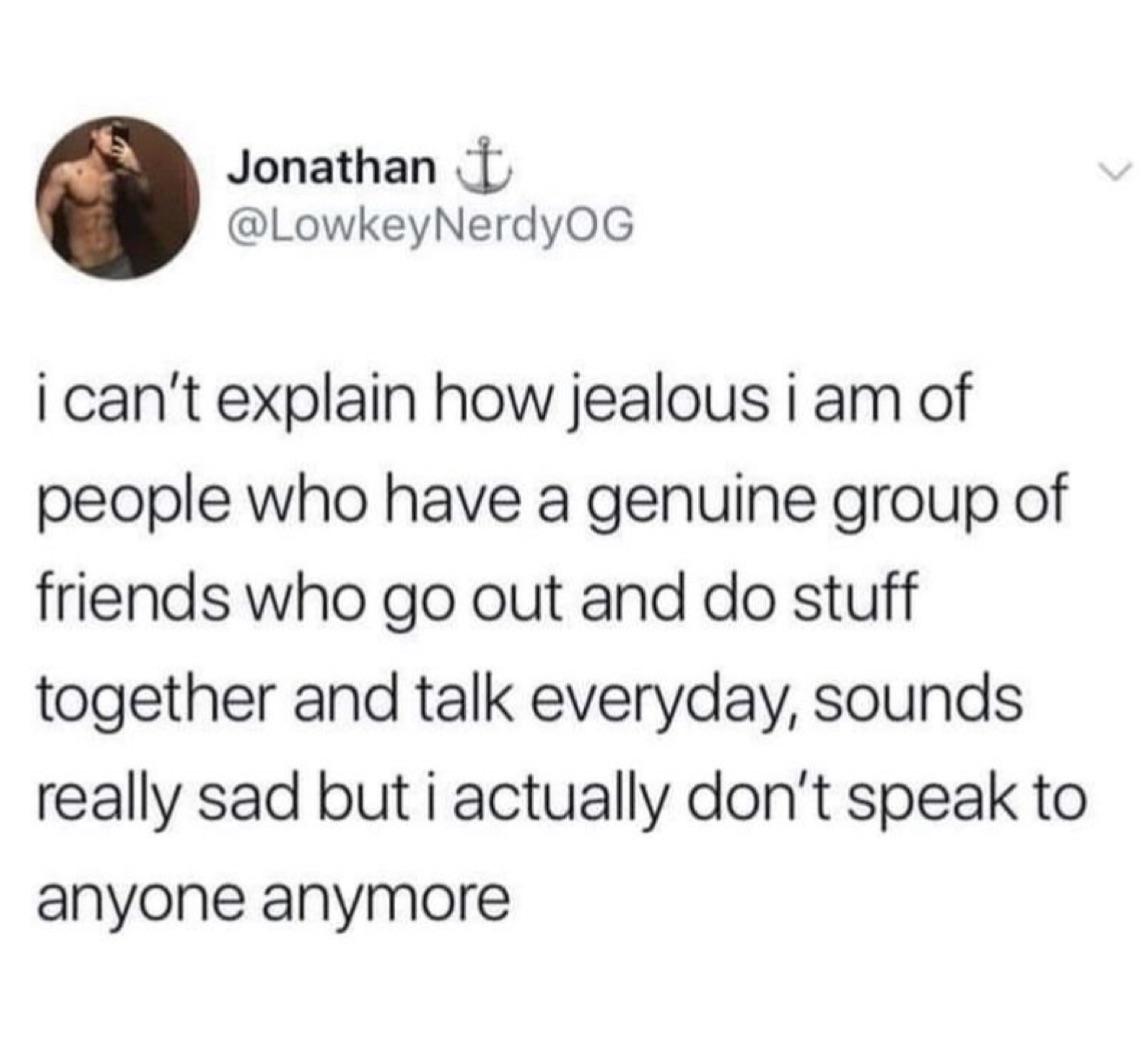 Jonathan ⚓
@LowkeyNerdyOG
i can't explain how jealous i am of
people who have a genuine group of
friends who go out and do stuff
together and talk everyday, sounds
really sad but i actually don't speak to
anyone anymore